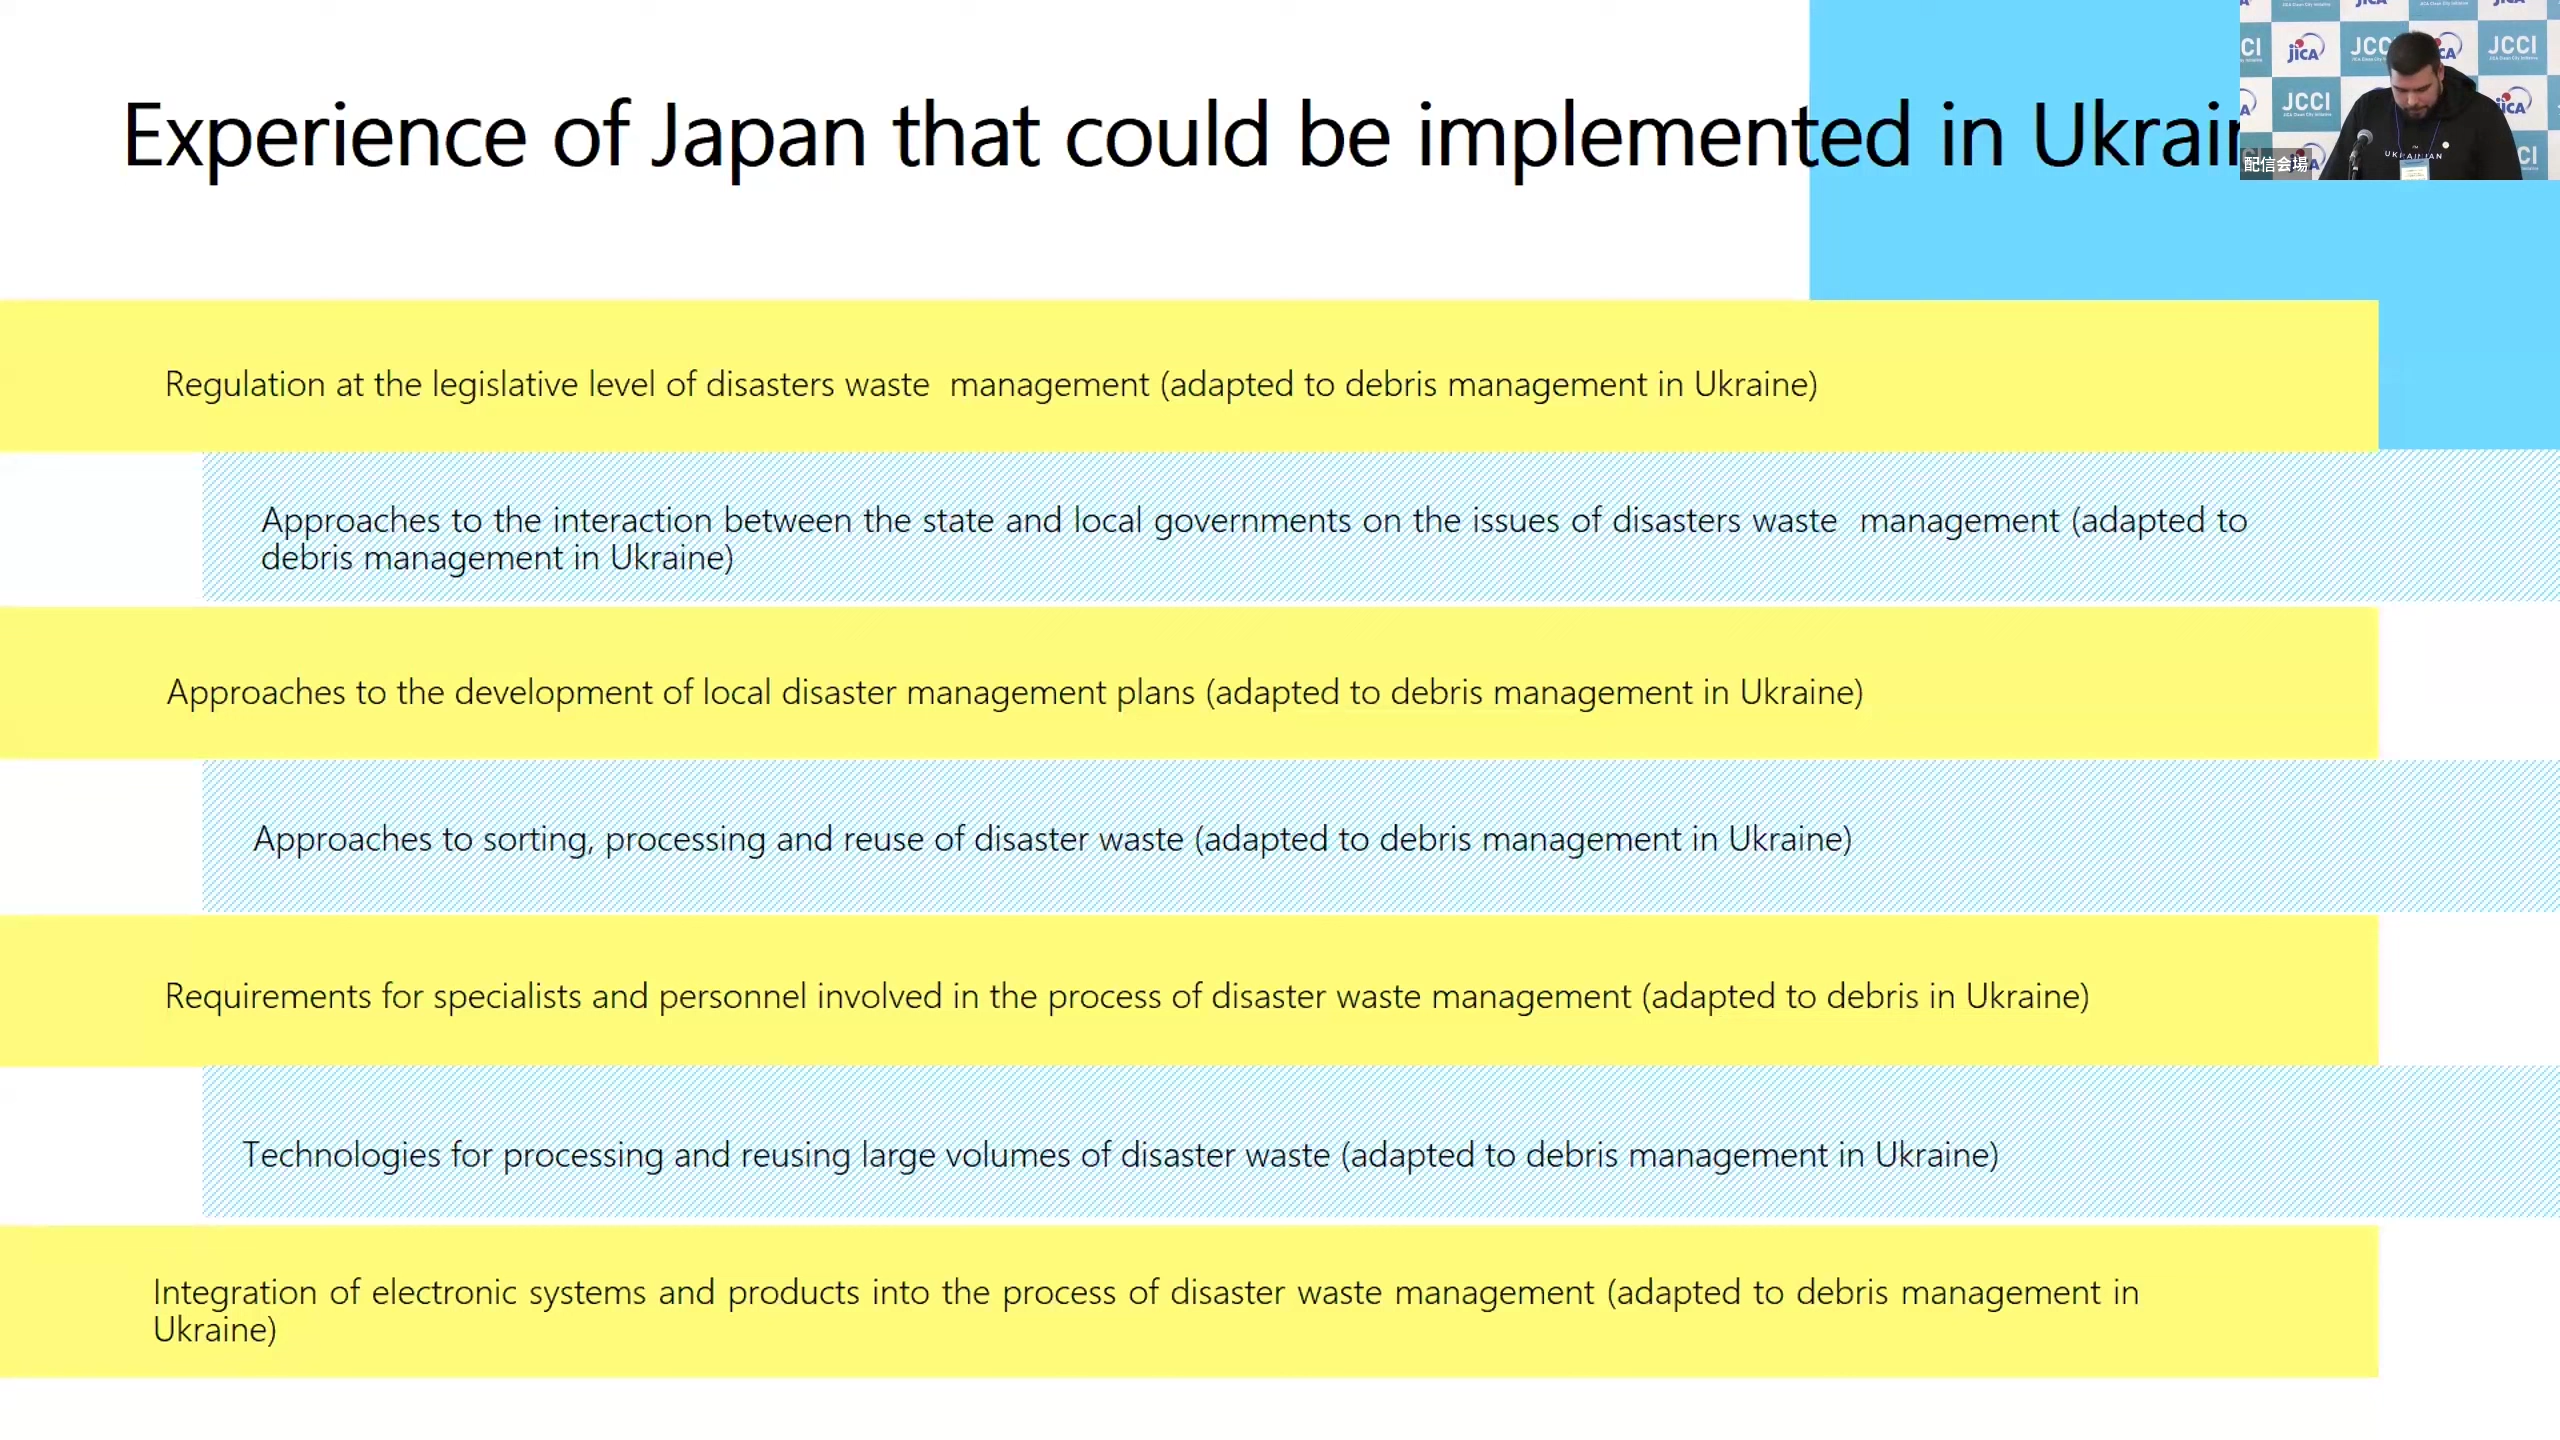 Experience of Japan that could be implemented in Ukrain
JCCI
JICA
JCCI
JCCI
配信会場
UKRAINIAN
Regulation at the legislative level of disasters waste  management (adapted to debris management in Ukraine)
Approaches to the interaction between the state and local governments on the issues of disasters waste  management (adapted to
debris management in Ukraine)
Approaches to the development of local disaster management plans (adapted to debris management in Ukraine)
Approaches to sorting, processing and reuse of disaster waste (adapted to debris management in Ukraine)
Requirements for specialists and personnel involved in the process of disaster waste management (adapted to debris in Ukraine)
Technologies for processing and reusing large volumes of disaster waste (adapted to debris management in Ukraine)
Integration of electronic systems and products into the process of disaster waste management (adapted to debris management in
Ukraine)